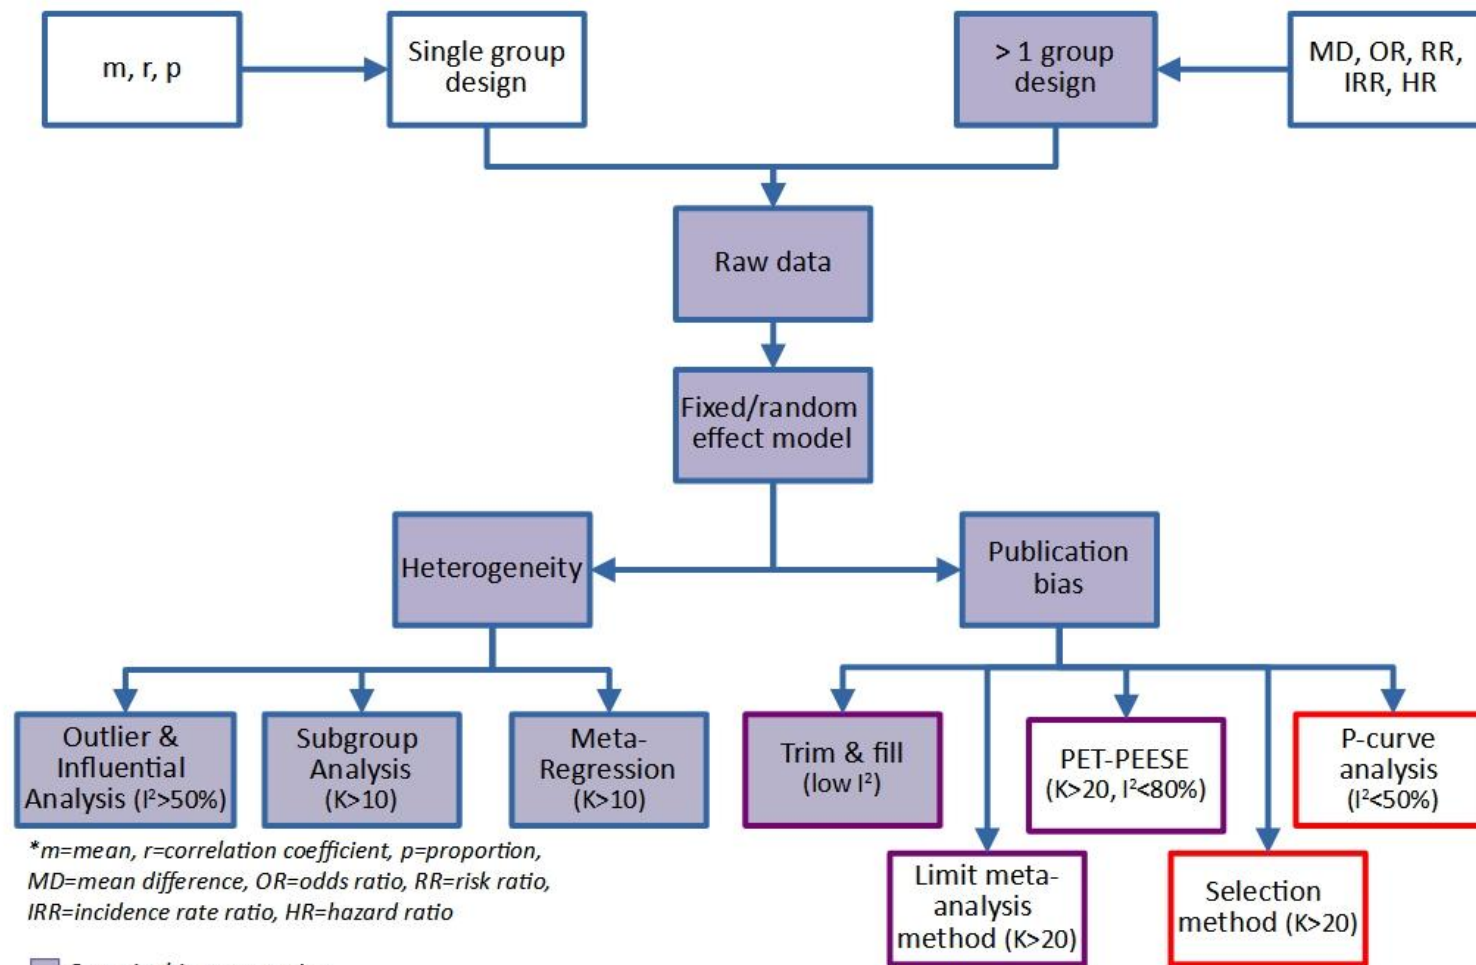 m, r, p
Single group
design
> 1 group
design
MD, OR, RR,
IRR, HR
Raw data
Fixed/random
effect model
Heterogeneity
Publication
bias
Outlier &
Influential
Analysis (I²>50%)
Subgroup
Analysis
(K>10)
Meta-
Regression
(K>10)
Trim & fill
(low I²)
PET-PEESE
(K>20, I²<80%)
P-curve
analysis
(I²<50%)
Limit meta-
analysis
method (K>20)
Selection
method (K>20)
*m=mean, r=correlation coefficient, p=proportion,
MD=mean difference, OR=odds ratio, RR=risk ratio,
IRR=incidence rate ratio, HR=hazard ratio